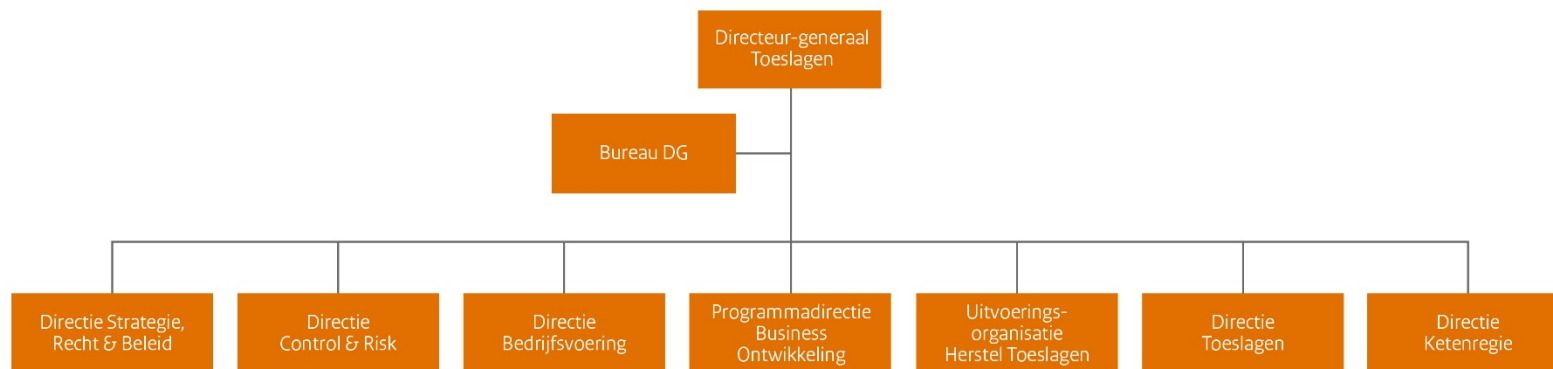 Directeur-generaal
Toeslagen
Bureau DG
Directie Strategie,
Recht & Beleid
Directie
Control & Risk
Directie
Bedrijfsvoering
Programmadirectie
Business
Ontwikkeling
Uitvoerings-
organisatie
Herstel Toeslagen
Directie
Toeslagen
Directie
Ketenregie